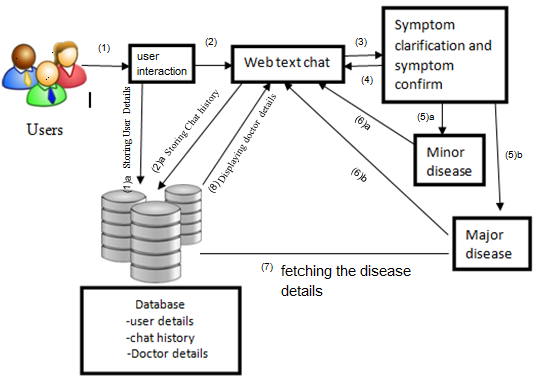 (1)
user
interaction
(2)
Web text chat
(3)
(4)
Symptom
clarification and
symptom
confirm
Users
(1)a Storing User Details
(2)a Storing Chat history
(8)Displaying doctor details
(6)a
(5)a
(5)b
Minor
disease
(6)b
Major
disease
(7) fetching the disease
details
Database
-user details
-chat history
-Doctor details